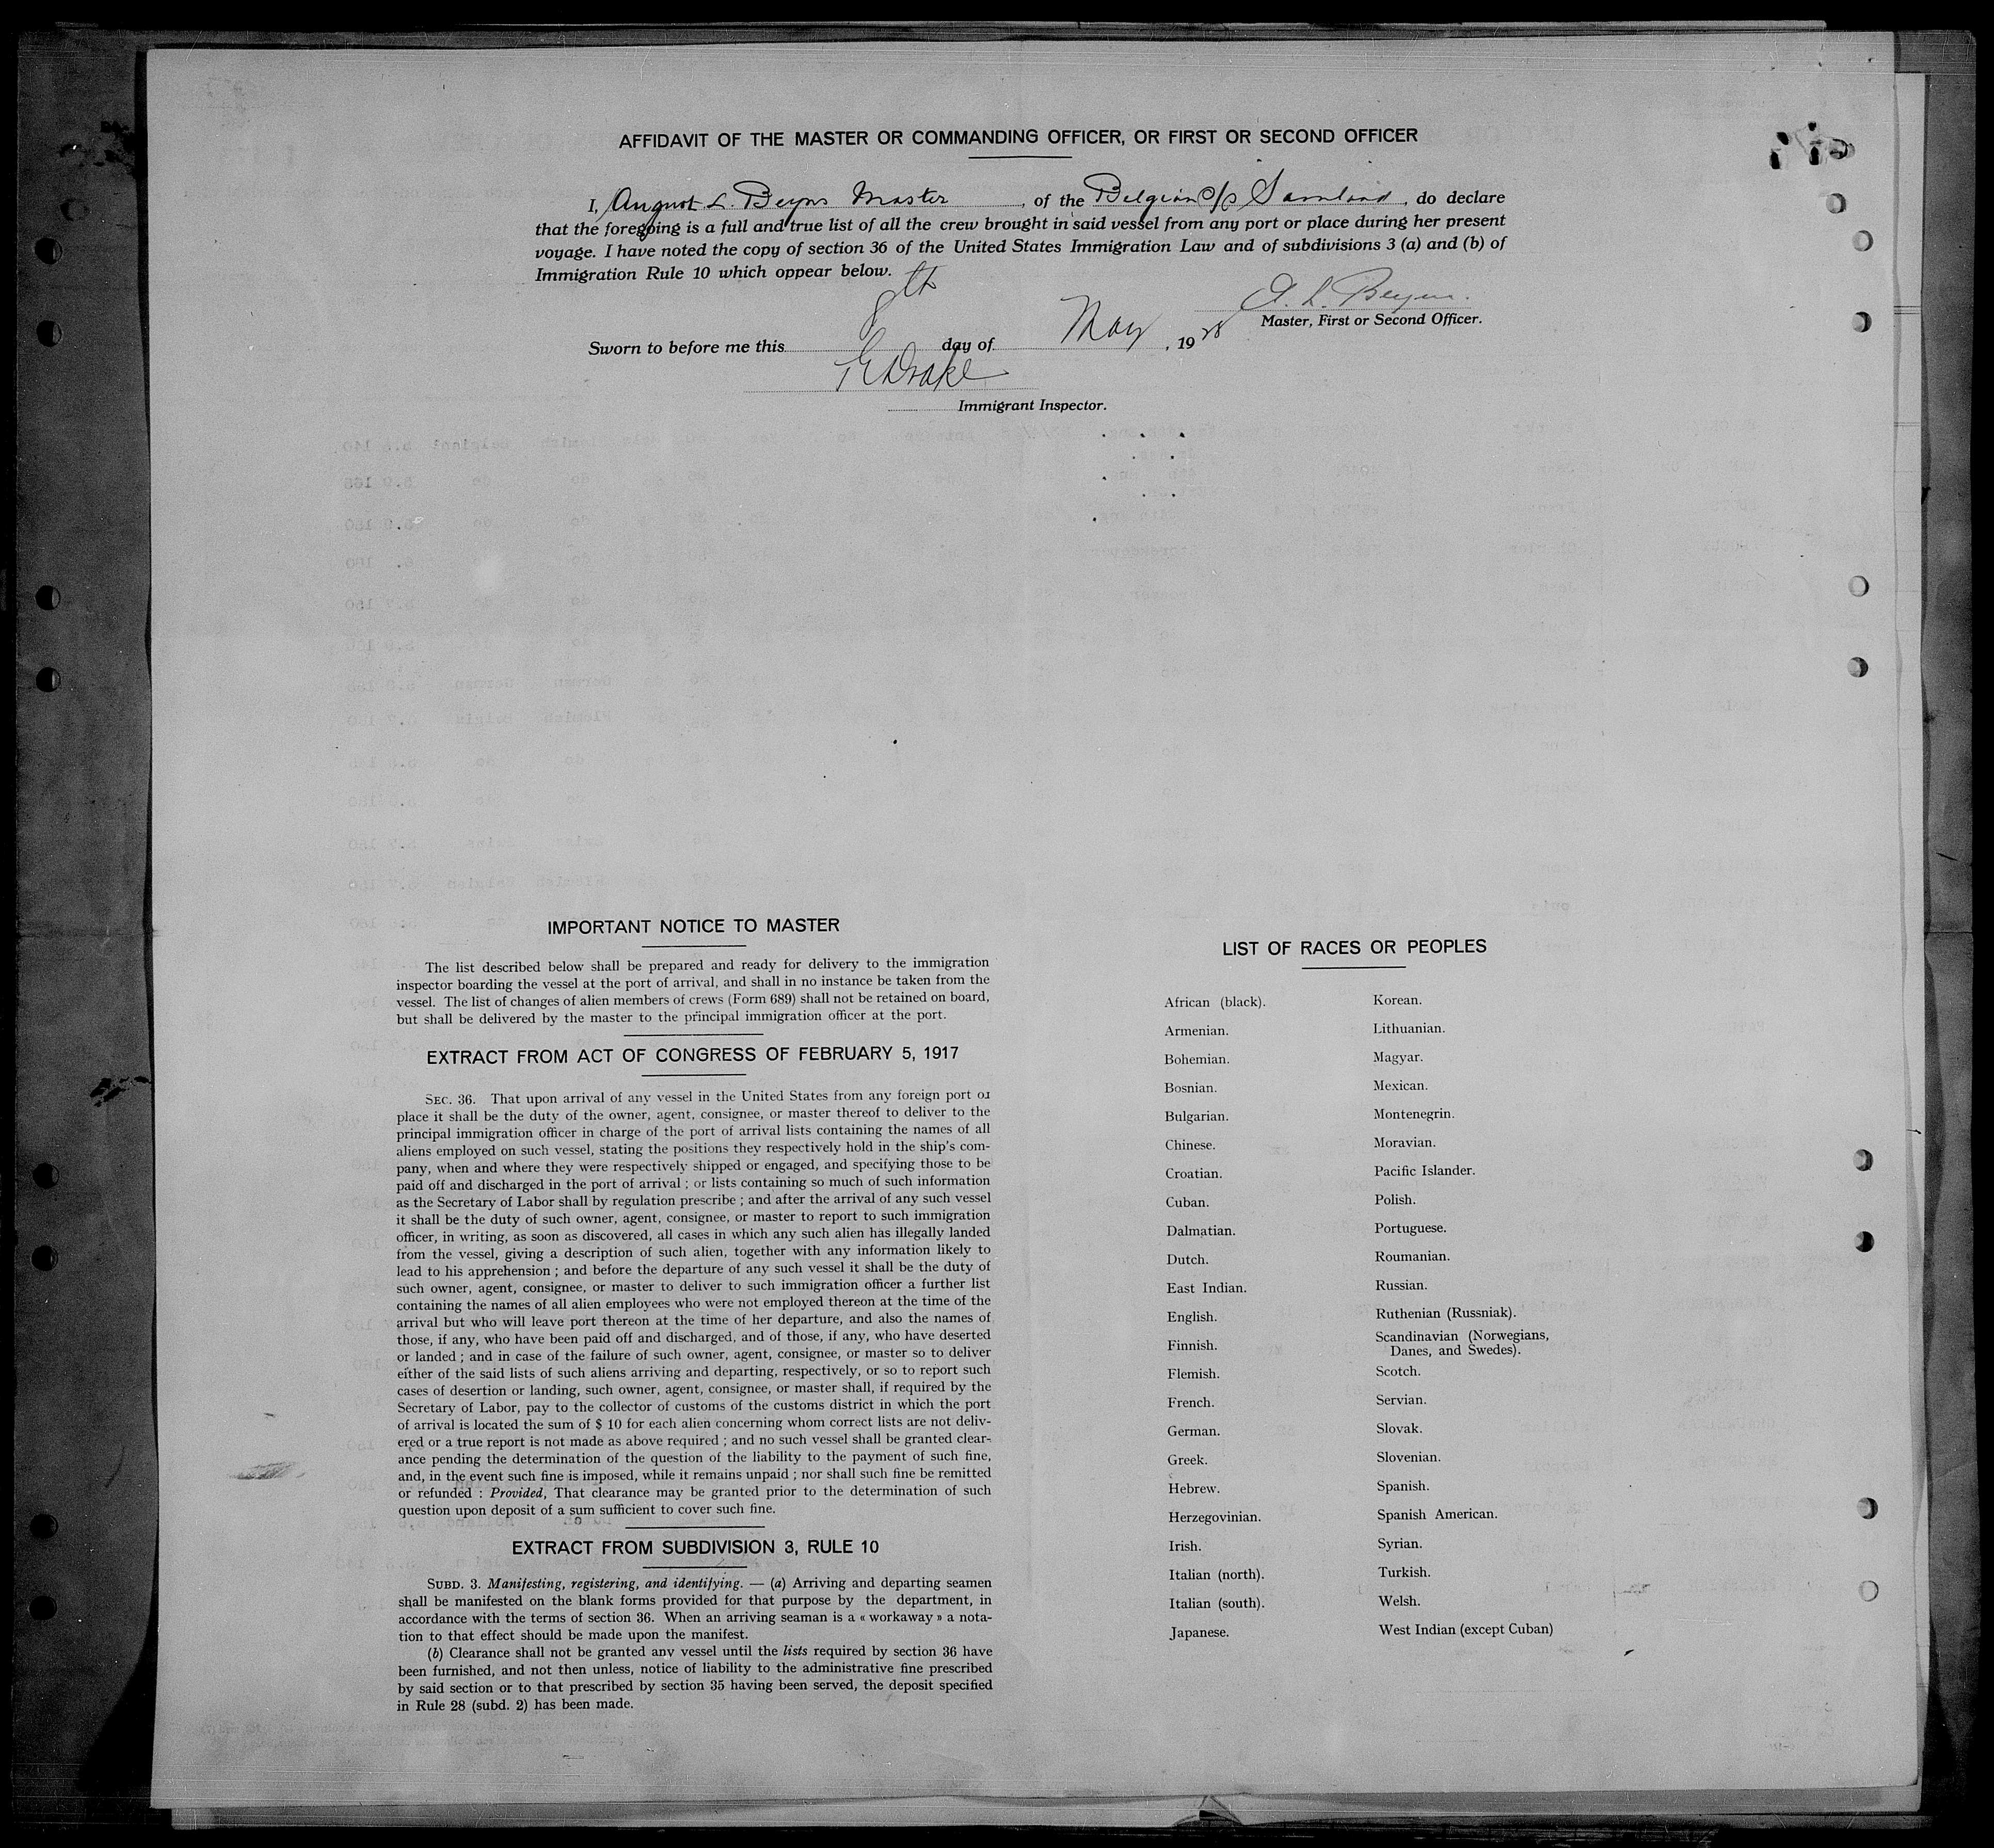 AFFIDAVIT OF THE MASTER OR COMMANDING OFFICER, OR FIRST OR SECOND OFFICER
I, August L. Beyns Master, of the Belgian S/S Samland, do declare
that the foregoing is a full and true list of all the crew brought in said vessel from any port or place during her present
voyage. I have noted the copy of section 36 of the United States Immigration Law and of subdivisions 3 (a) and (b) of
Immigration Rule 10 which oppear below.
A. L. Beyns.
Master, First or Second Officer.
Sworn to before me this 8th day of May, 1928
Drake
Immigrant Inspector.
IMPORTANT NOTICE TO MASTER
The list described below shall be prepared and ready for delivery to the immigration
inspector boarding the vessel at the port of arrival, and shall in no instance be taken from the
vessel. The list of changes of alien members of crews (Form 689) shall not be retained on board,
but shall be delivered by the master to the principal immigration officer at the port.
EXTRACT FROM ACT OF CONGRESS OF FEBRUARY 5, 1917
SEC. 36. That upon arrival of any vessel in the United States from any foreign port or
place it shall be the duty of the owner, agent, consignee, or master thereof to deliver to the
principal immigration officer in charge of the port of arrival lists containing the names of all
aliens employed on such vessel, stating the positions they respectively hold in the ship's com-
pany, when and where they were respectively shipped or engaged, and specifying those to be
paid off and discharged in the port of arrival ; or lists containing so much of such information
as the Secretary of Labor shall by regulation prescribe ; and after the arrival of any such vessel
it shall be the duty of such owner, agent, consignee, or master to report to such immigration
officer, in writing, as soon as discovered, all cases in which any such alien has illegally landed
from the vessel, giving a description of such alien, together with any information likely to
lead to his apprehension ; and before the departure of any such vessel it shall be the duty of
such owner, agent, consignee, or master to deliver to such immigration officer a further list
containing the names of all alien employees who were not employed thereon at the time of the
arrival but who will leave port thereon at the time of her departure, and also the names of
those, if any, who have been paid off and discharged, and of those, if any, who have deserted
or landed ; and in case of the failure of such owner, agent, consignee, or master so to deliver
either of the said lists of such aliens arriving and departing, respectively, or so to report such
cases of desertion or landing, such owner, agent, consignee, or master shall, if required by the
Secretary of Labor, pay to the collector of customs of the customs district in which the port
of arrival is located the sum of $ 10 for each alien concerning whom correct lists are not deliv-
ered or a true report is not made as above required ; and no such vessel shall be granted clear-
ance pending the determination of the question of the liability to the payment of such fine,
and, in the event such fine is imposed, while it remains unpaid ; nor shall such fine be remitted
or refunded : Provided, That clearance may be granted prior to the determination of such
question upon deposit of a sum sufficient to cover such fine.
EXTRACT FROM SUBDIVISION 3, RULE 10
SUBD. 3. Manifesting, registering, and identifying. — (a) Arriving and departing seamen
shall be manifested on the blank forms provided for that purpose by the department, in
accordance with the terms of section 36. When an arriving seaman is a « workaway » a nota-
tion to that effect should be made upon the manifest.
(b) Clearance shall not be granted any vessel until the lists required by section 36 have
been furnished, and not then unless, notice of liability to the administrative fine prescribed
by said section or to that prescribed by section 35 having been served, the deposit specified
in Rule 28 (subd. 2) has been made.
LIST OF RACES OR PEOPLES
African (black).
Armenian.
Bohemian.
Bosnian.
Bulgarian.
Chinese.
Croatian.
Cuban.
Dalmatian.
Dutch.
East Indian.
English.
Finnish.
Flemish.
French.
German.
Greek.
Hebrew.
Herzegovinian.
Irish.
Italian (north).
Italian (south).
Japanese.
Korean.
Lithuanian.
Magyar.
Mexican.
Montenegrin.
Moravian.
Pacific Islander.
Polish.
Portuguese.
Roumanian.
Russian.
Ruthenian (Russniak).
Scandinavian (Norwegians,
Danes, and Swedes).
Scotch.
Servian.
Slovak.
Slovenian.
Spanish.
Spanish American.
Syrian.
Turkish.
Welsh.
West Indian (except Cuban)